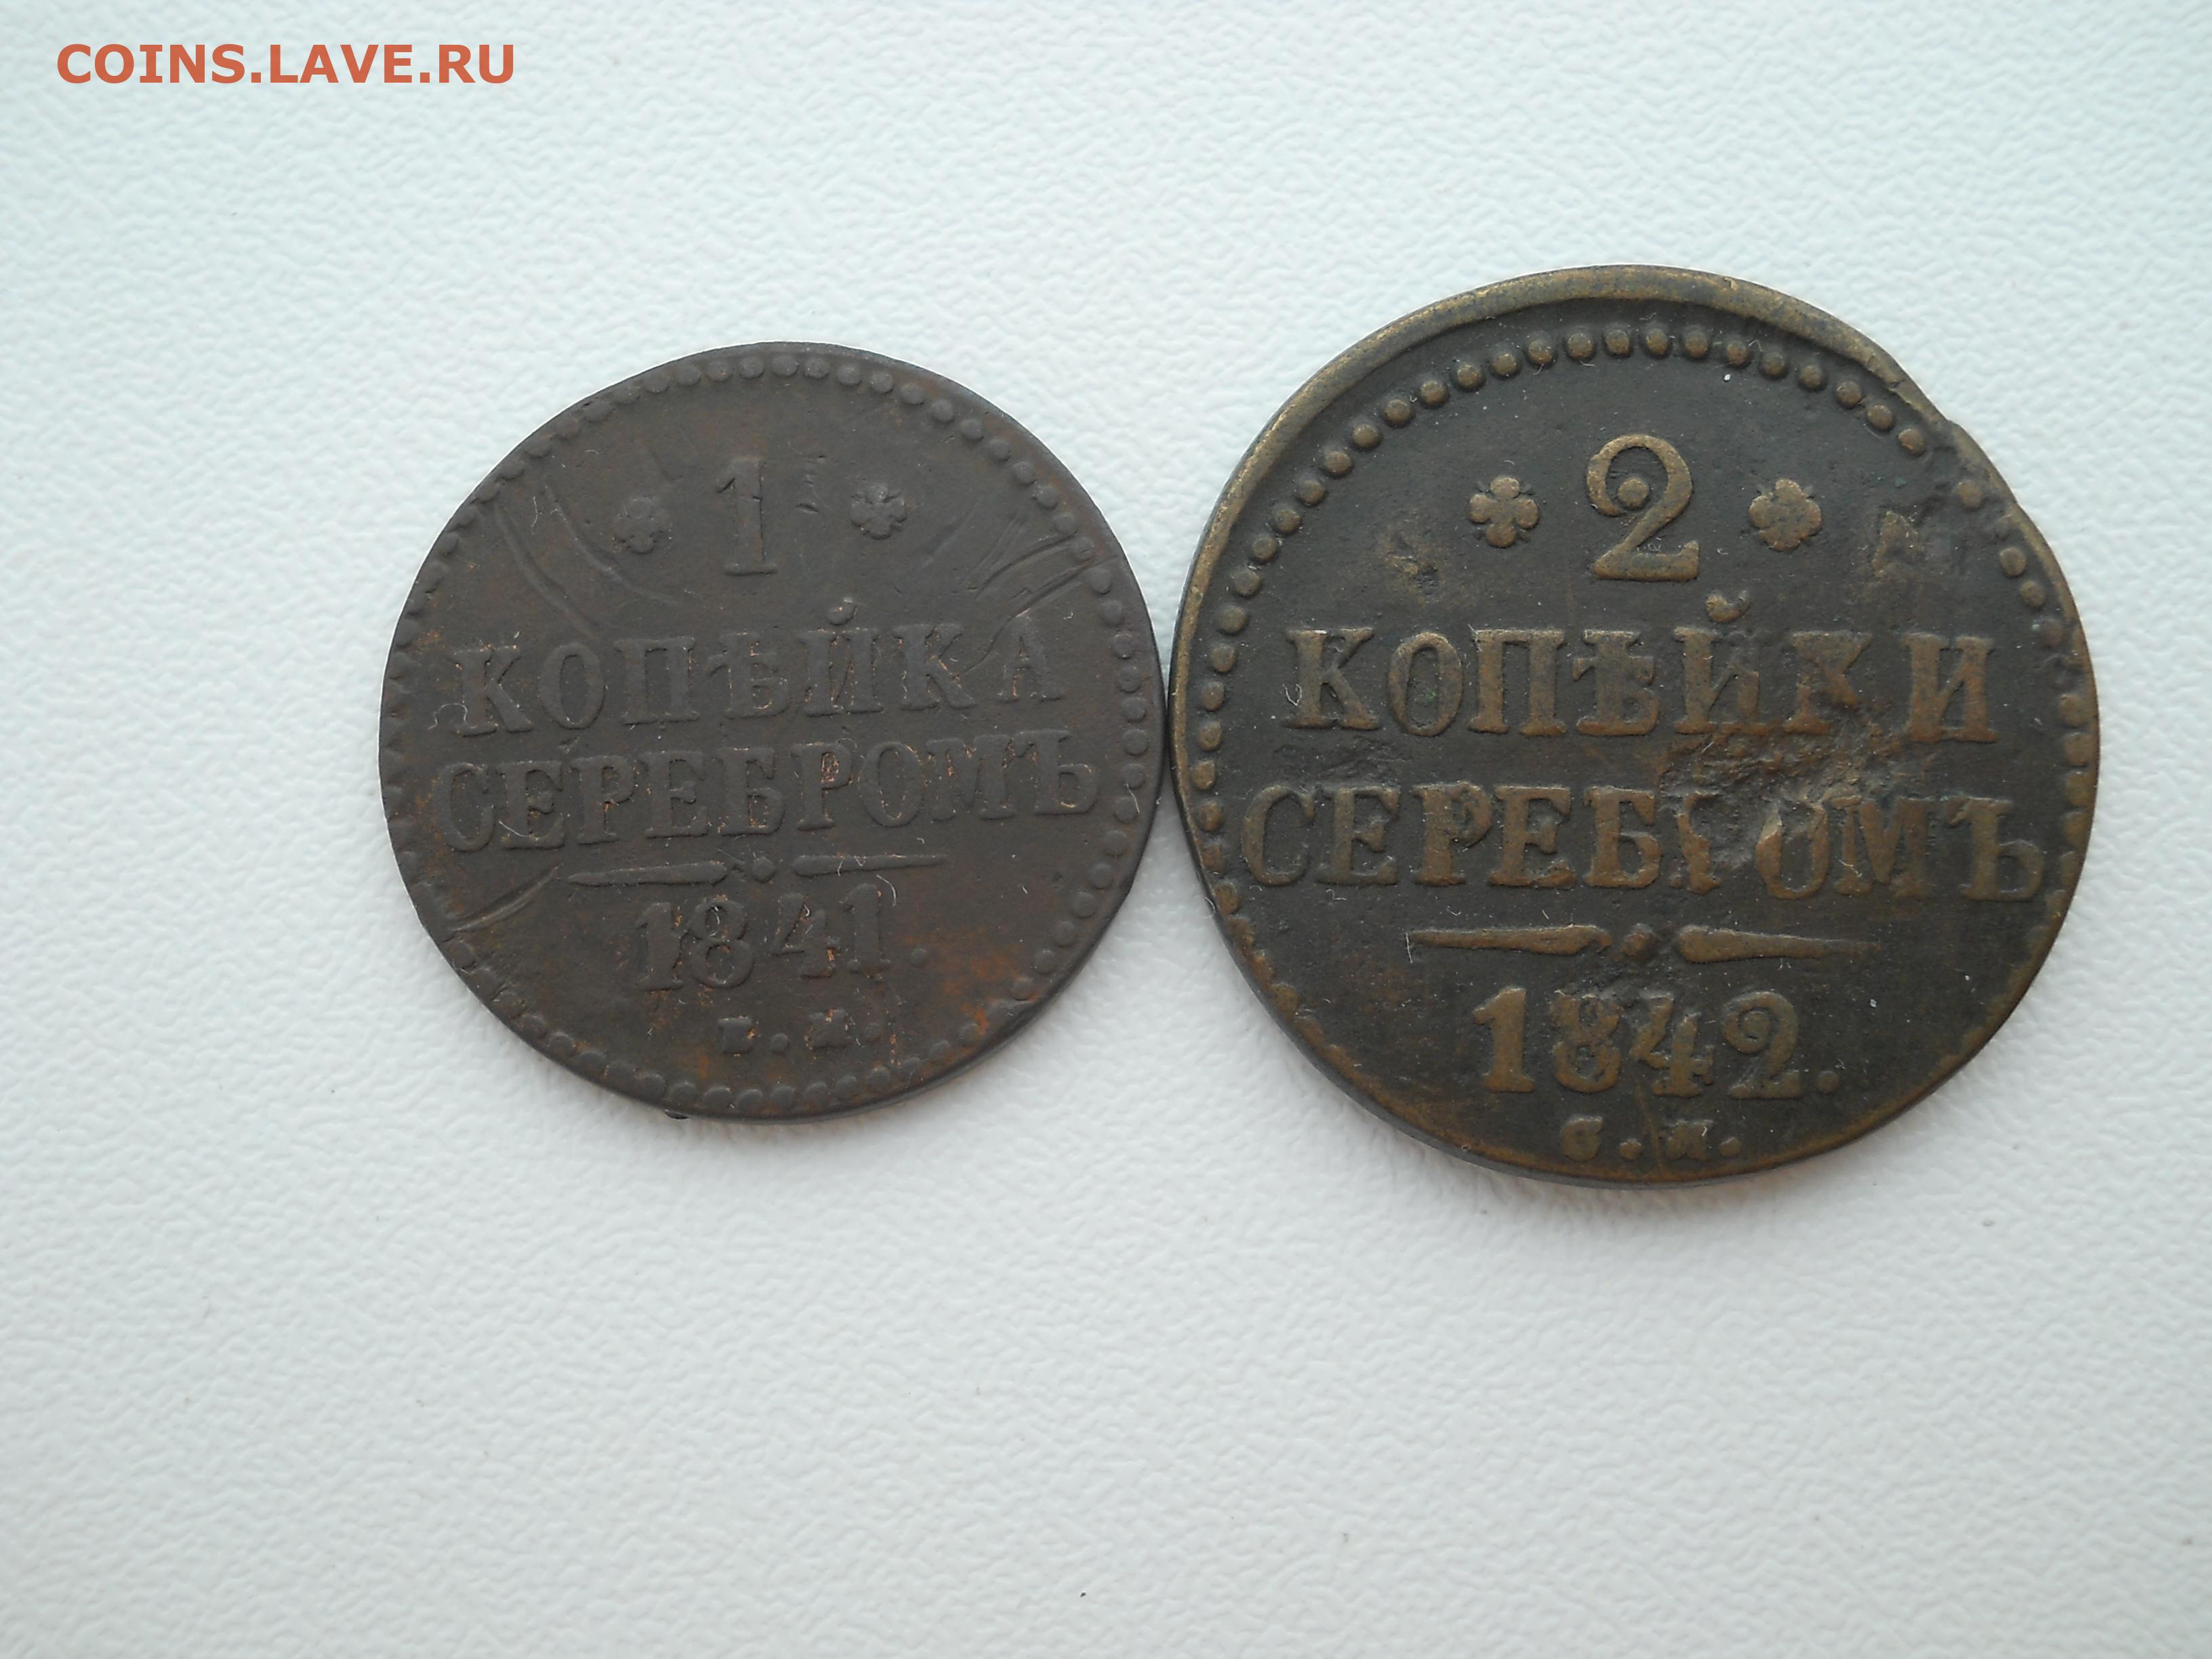 COINS.LAVE.RU
1
КОПѢЙКА
СЕРЕБРОМЪ
1841.
Е.М.
2
КОПѢЙКИ
СЕРЕБРОМЪ
1842.
С.М.